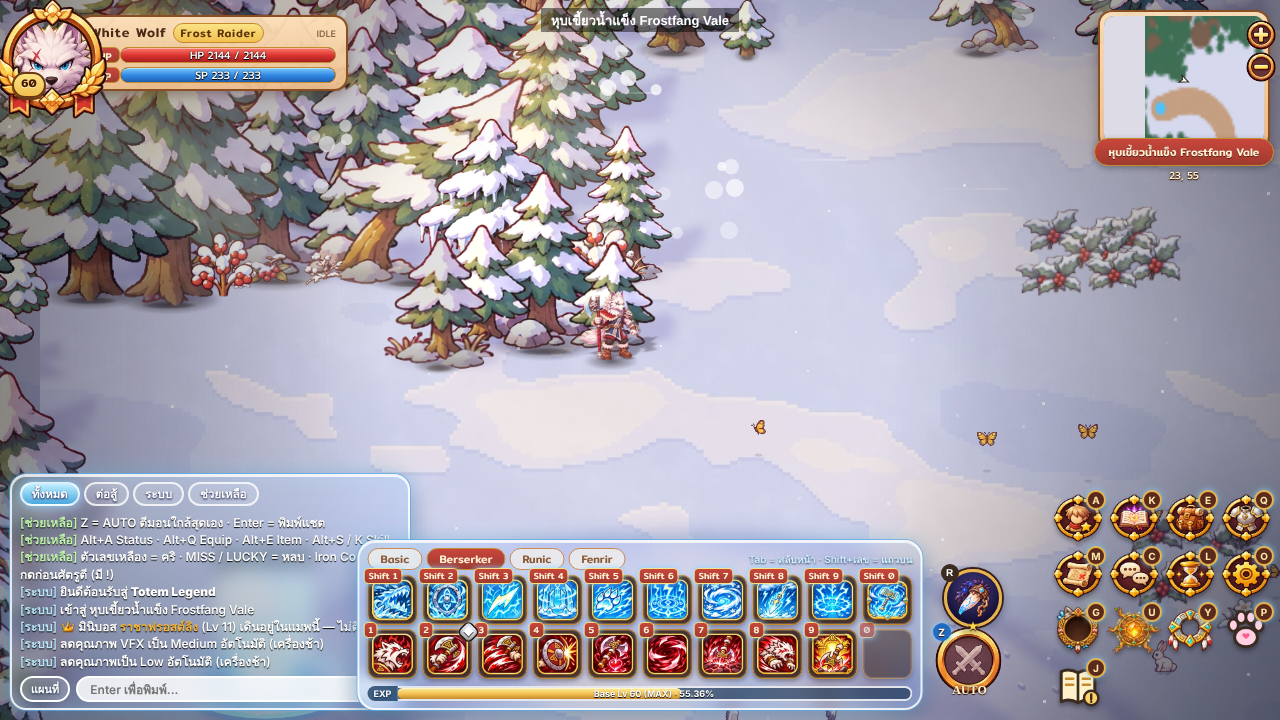 หุบเขี้ยวน้ำแข็ง Frostfang Vale
White Wolf Frost Raider IDLE
HP 2144 / 2144
SP 233 / 233
60
หุบเขี้ยวน้ำแข็ง Frostfang Vale
23, 55
ทั้งหมด ต่อสู้ ระบบ ช่วยเหลือ
[ช่วยเหลือ] Z = AUTO ตีมอนใกล้สุดเอง · Enter = พิมพ์แชต
[ช่วยเหลือ] Alt+A Status · Alt+Q Equip · Alt+E Item · Alt+S / K Skill
[ช่วยเหลือ] ตัวเลขเหลือง = คริ · MISS / LUCKY = หลบ · Iron Co
กดก่อนศัตรูตี (มี !)
[ระบบ] ยินดีต้อนรับสู่ Totem Legend
[ระบบ] เข้าสู่ หุบเขี้ยวน้ำแข็ง Frostfang Vale
[ระบบ] 👑 มินิบอส ราชาฟรอสต์ลิง (Lv 11) เดินอยู่ในแมพนี้ —
[ระบบ] ลดคุณภาพ VFX เป็น Medium อัตโนมัติ (เครื่องช้า)
[ระบบ] ลดคุณภาพเป็น Low อัตโนมัติ (เครื่องช้า)
แผนที่ Enter เพื่อพิมพ์...
Basic Berserker Runic Fenrir Tab = สลับหน้า · Shift+เลข = แถวบน
Shift 1 Shift 2 Shift 3 Shift 4 Shift 5 Shift 6 Shift 7 Shift 8 Shift 9 Shift 0
1 2 3 4 5 6 7 8 9 0
EXP Base Lv 60 (MAX) · 55.36%
R
Z
AUTO
A K E Q
M C L O
G U Y P
J